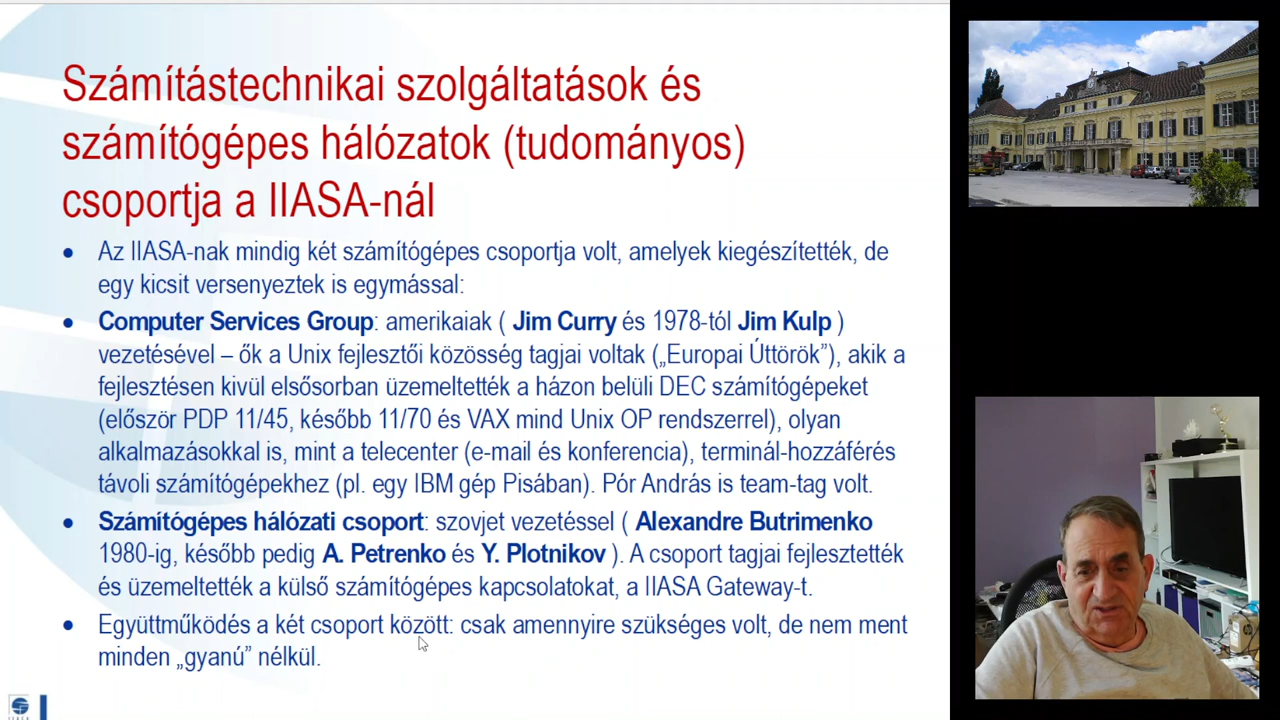 Számítástechnikai szolgáltatások és
számítógépes hálózatok (tudományos)
csoportja a IIASA-nál
• Az IIASA-nak mindig két számítógépes csoportja volt, amelyek kiegészítették, de
egy kicsit versenyeztek is egymással:
• Computer Services Group: amerikaiak ( Jim Curry és 1978-tól Jim Kulp )
vezetésével – ők a Unix fejlesztői közösség tagjai voltak („Europai Úttörök”), akik a
fejlesztésen kivül elsősorban üzemeltették a házon belüli DEC számítógépeket
(először PDP 11/45, később 11/70 és VAX mind Unix OP rendszerrel), olyan
alkalmazásokkal is, mint a telecenter (e-mail és konferencia), terminál-hozzáférés
távoli számítógépekhez (pl. egy IBM gép Pisában). Pór András is team-tag volt.
• Számítógépes hálózati csoport: szovjet vezetéssel ( Alexandre Butrimenko
1980-ig, később pedig A. Petrenko és Y. Plotnikov ). A csoport tagjai fejlesztették
és üzemeltették a külső számítógépes kapcsolatokat, a IIASA Gateway-t.
• Együttműködés a két csoport között: csak amennyire szükséges volt, de nem ment
minden „gyanú” nélkül.
IIASA